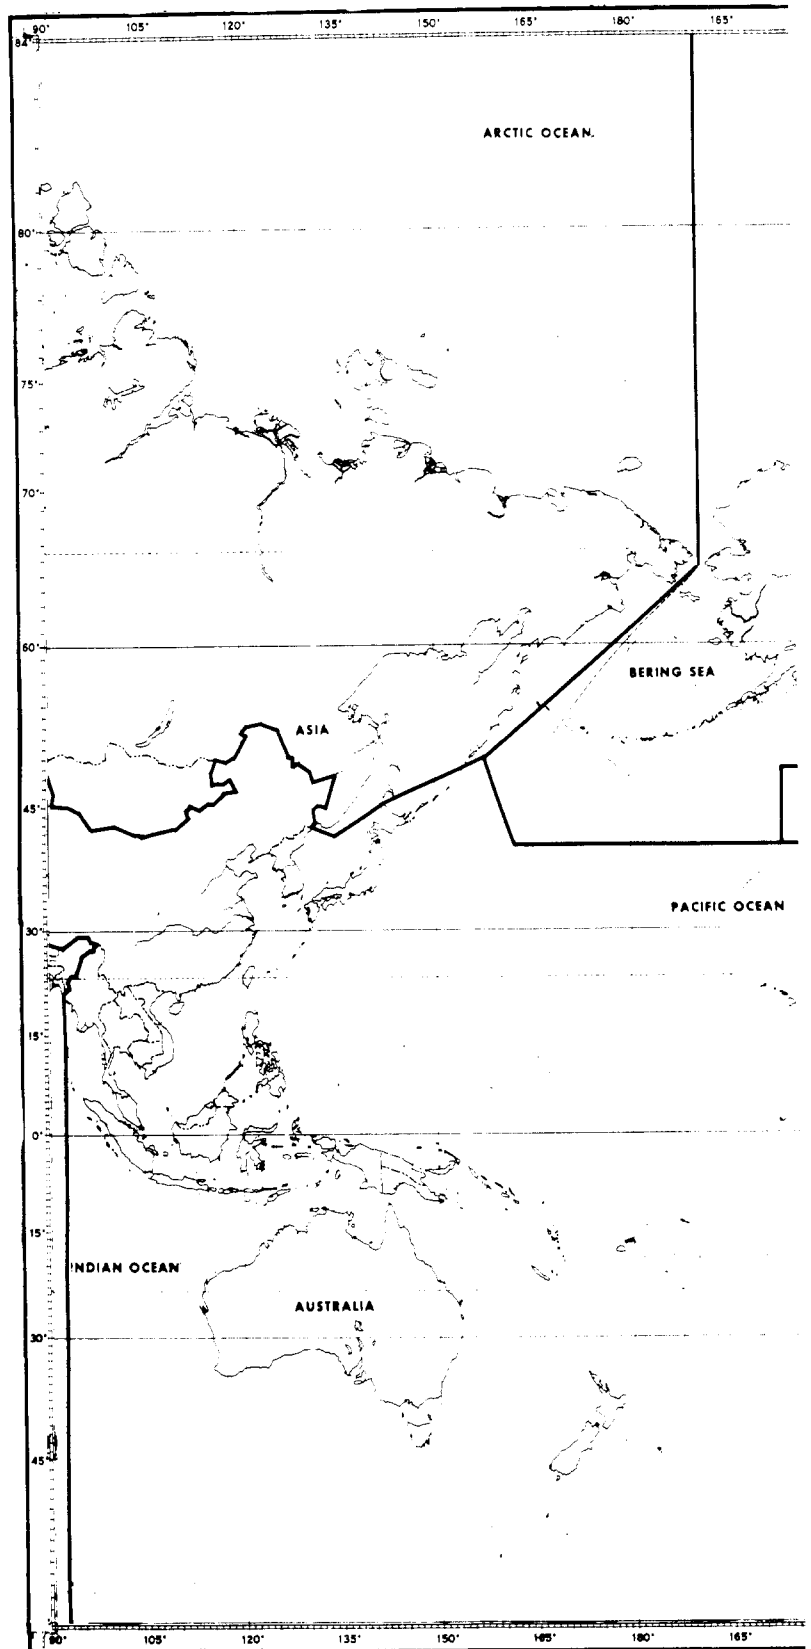 90° 105° 120° 135° 150° 165° 180° 165°
84°
ARCTIC OCEAN.
80°
75°
70°
60°
BERING SEA
ASIA
45°
PACIFIC OCEAN
30°
15°
0°
15°
INDIAN OCEAN
AUSTRALIA
30°
45°
90° 105° 120° 135° 150° 165° 180° 165°